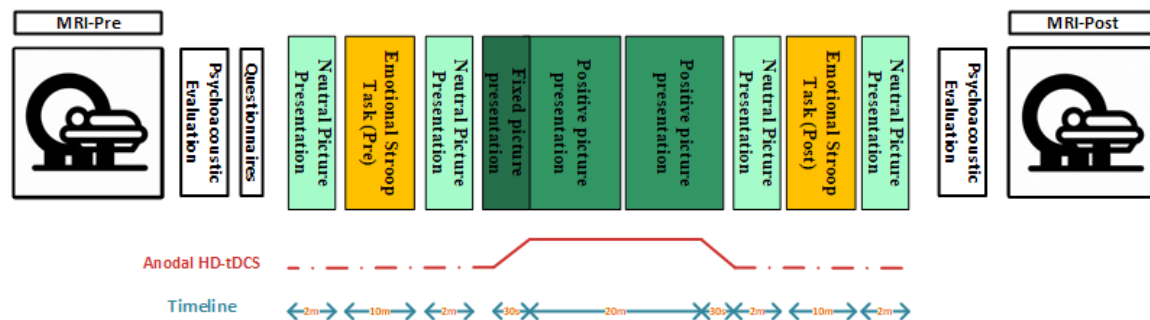 MRI-Pre
Psychoacoustic
Evaluation
Questionnaires
Neutral Picture
Presentation
Emotional Stroop
Task (Pre)
Neutral Picture
Presentation
Fixed picture
presentation
Positive picture
presentation
Positive picture
presentation
Neutral Picture
Presentation
Emotional Stroop
Task (Post)
Neutral Picture
Presentation
Psychoacoustic
Evaluation
MRI-Post
Anodal HD-tDCS
Timeline
2m
10m
2m
30s
20m
30s
2m
10m
2m